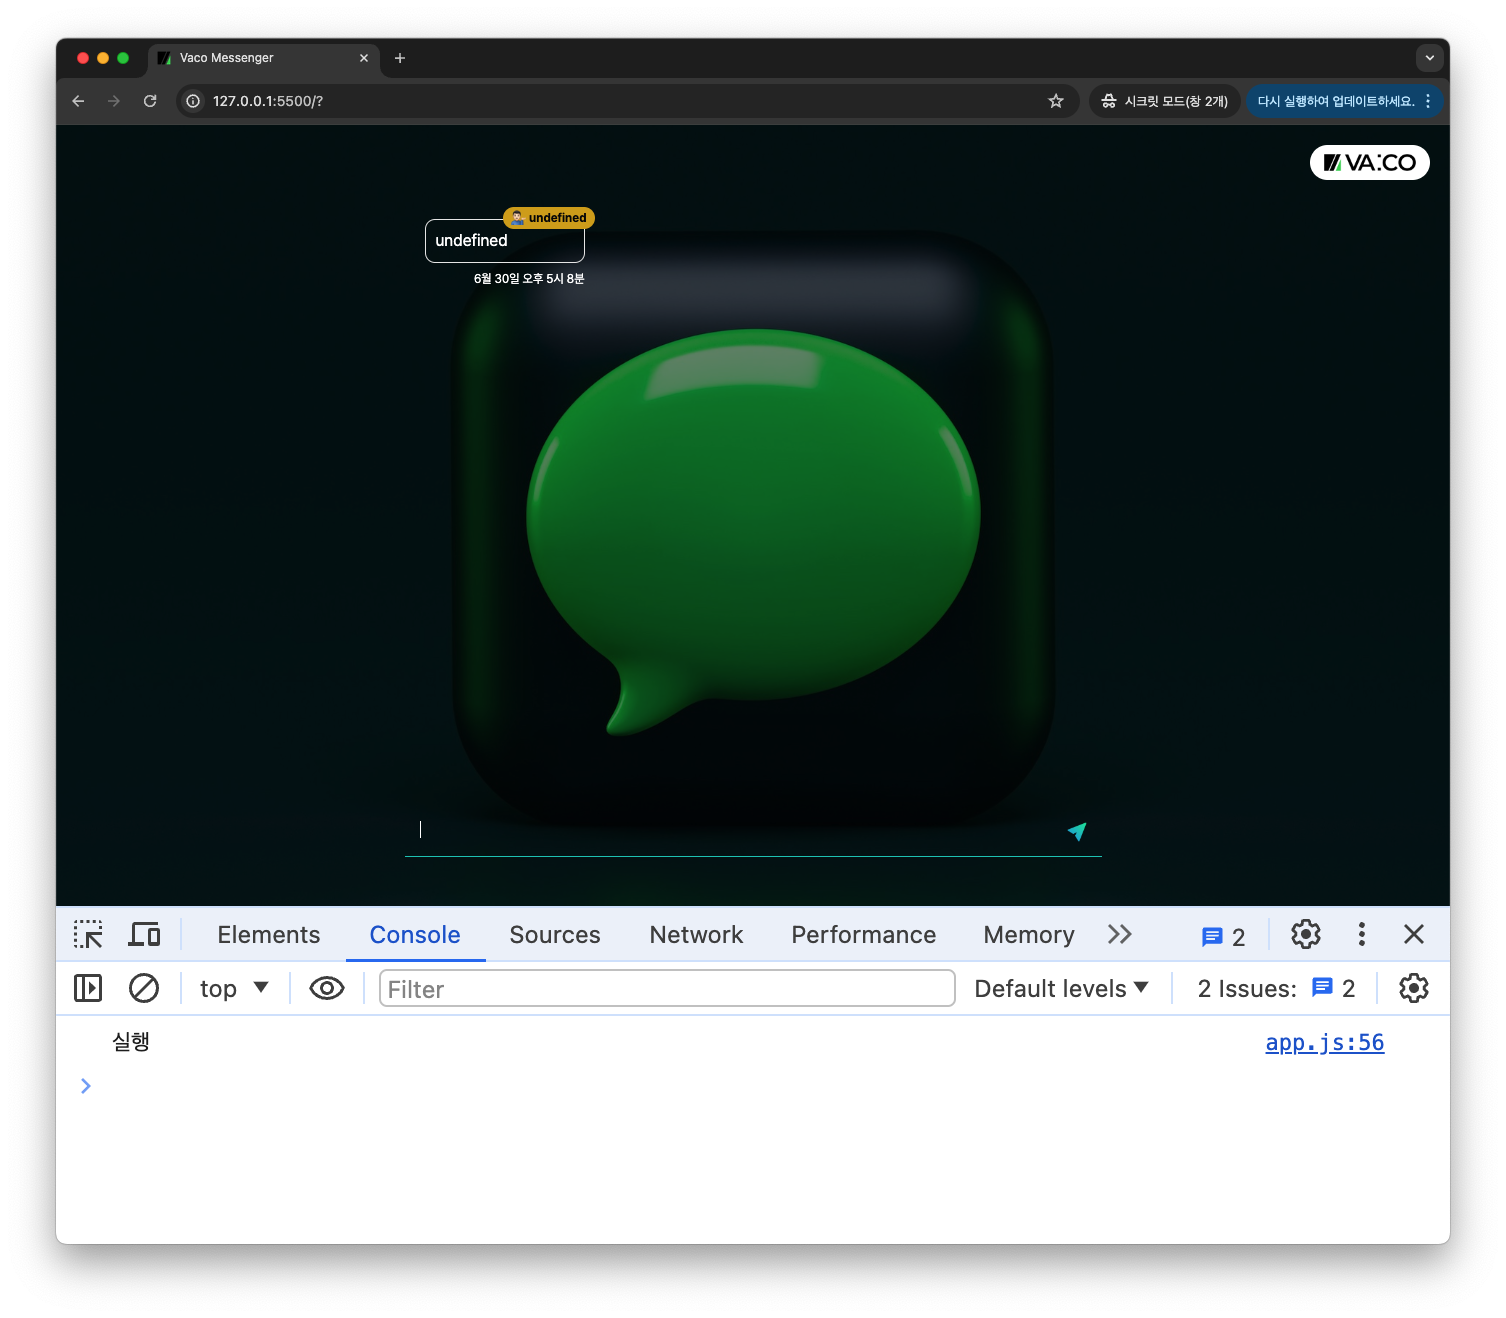 Vaco Messenger
127.0.0.1:5500/?
시크릿 모드(창 2개)
다시 실행하여 업데이트하세요.
VA:CO
undefined
undefined
6월 30일 오후 5시 8분
Elements Console Sources Network Performance Memory 2
top Filter Default levels 2 Issues: 2
실행 app.js:56